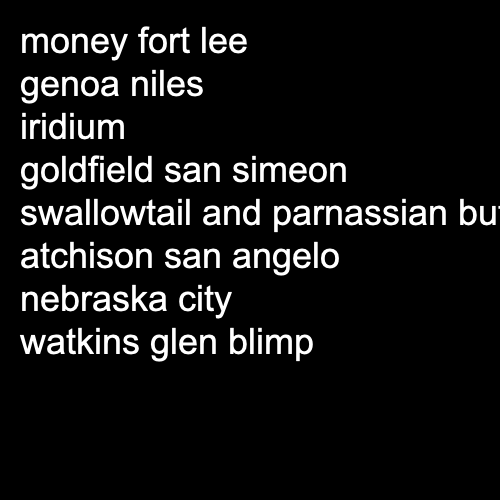 money fort lee
genoa niles
iridium
goldfield san simeon
swallowtail and parnassian
atchison san angelo
nebraska city
watkins glen blimp